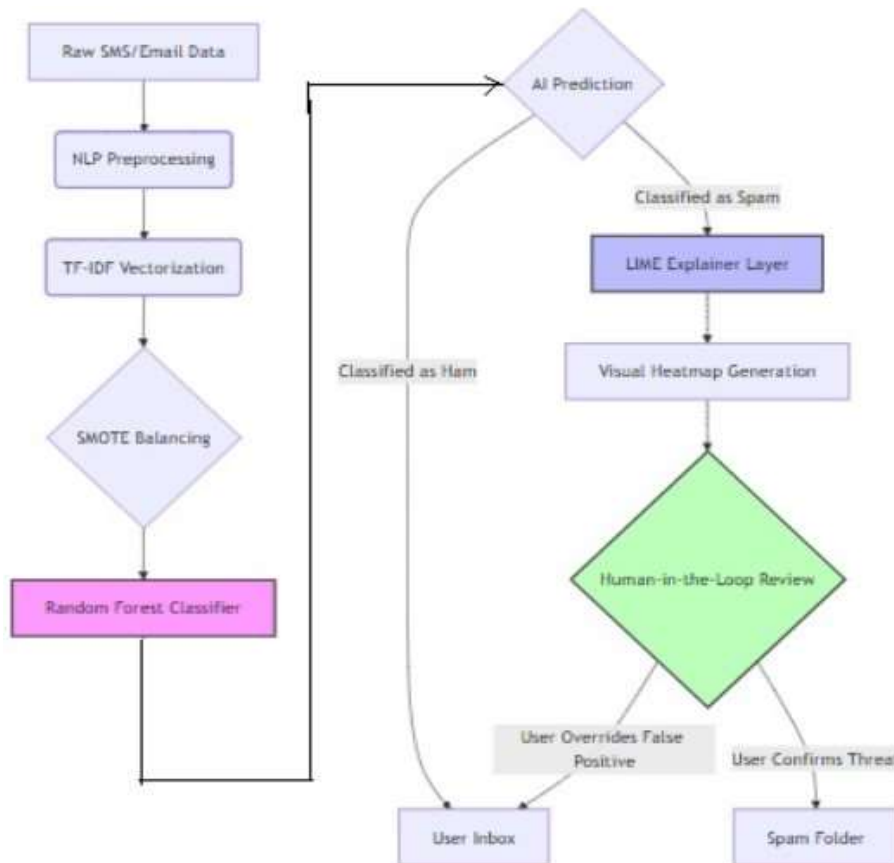 Raw SMS/Email Data
NLP Preprocessing
TF-IDF Vectorization
SMOTE Balancing
Random Forest Classifier
AI Prediction
Classified as Spam
LIME Explainer Layer
Classified as Ham
Visual Heatmap Generation
Human-in-the-Loop Review
User Overrides False
Positive
User Confirms Threa
User Inbox
Spam Folder